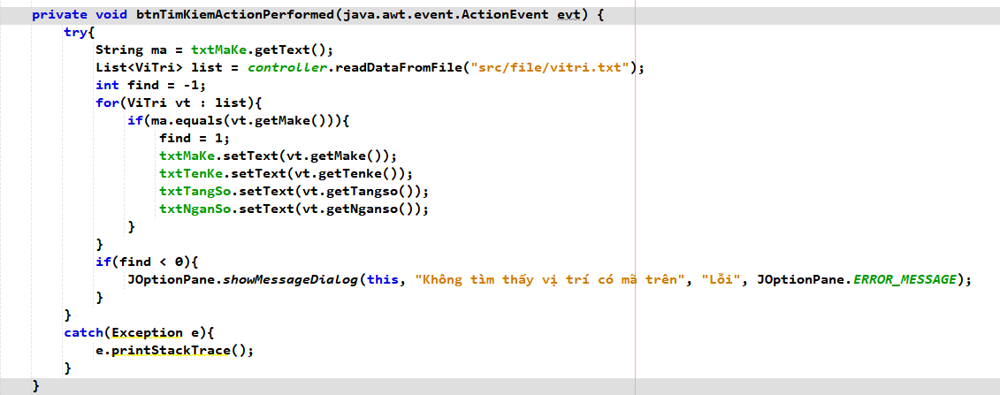 private void btnTimKiemActionPerformed(java.awt.event.ActionEvent evt) {
try{
String ma = txtMaKe.getText();
List<ViTri> list = controller.readDataFromFile("src/file/vitri.txt");
int find = -1;
for(ViTri vt : list){
if(ma.equals(vt.getMake())){
find = 1;
txtMaKe.setText(vt.getMake());
txtTenKe.setText(vt.getTenke());
txtTangSo.setText(vt.getTangso());
txtNganSo.setText(vt.getNganso());
}
}
if(find < 0){
JOptionPane.showMessageDialog(this, "Không tìm thấy vị trí có mã trên", "Lỗi", JOptionPane.ERROR_MESSAGE);
}
}
catch(Exception e){
e.printStackTrace();
}
}